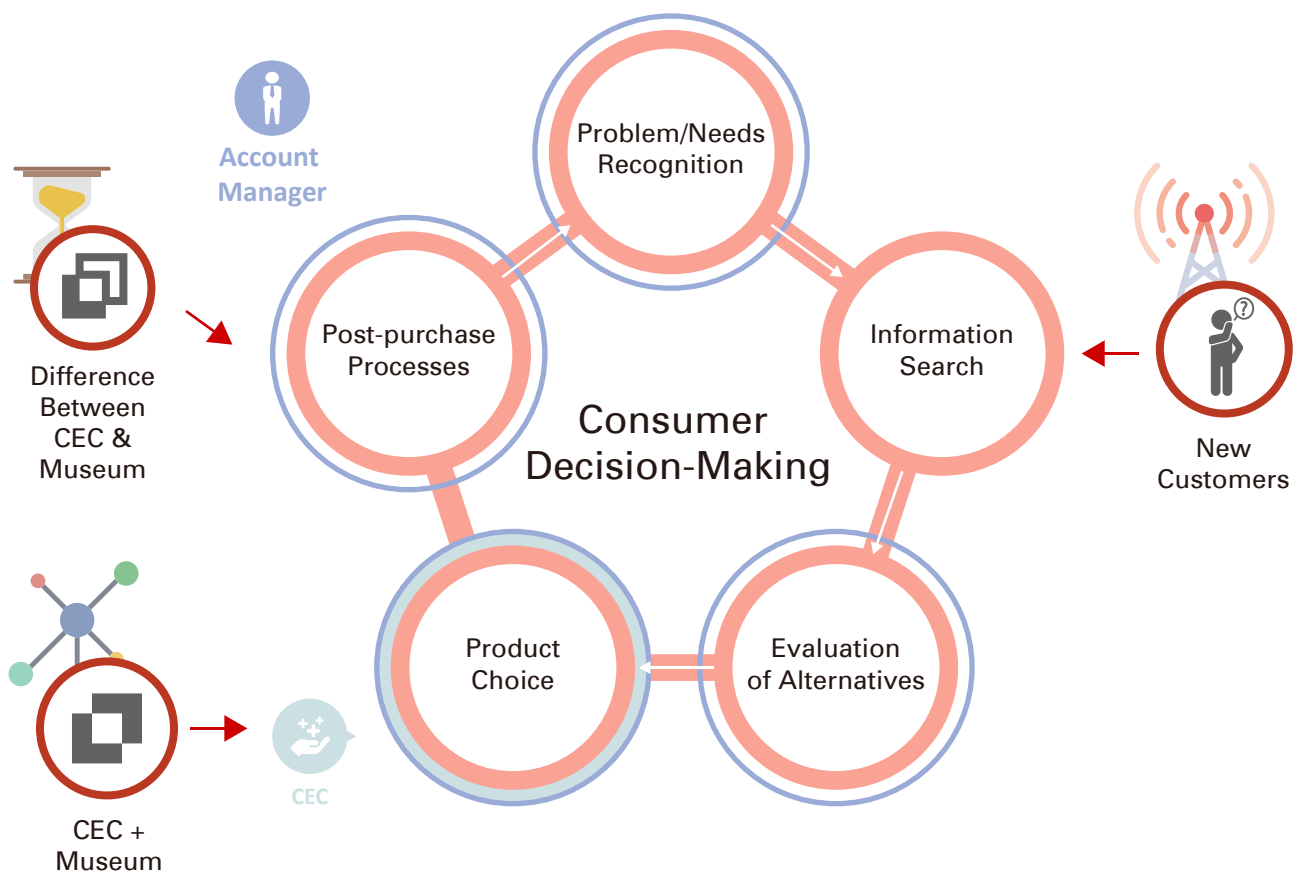 Account
Manager
Problem/Needs
Recognition
Post-purchase
Processes
Information
Search
?
Difference
Between
CEC &
Museum
Consumer
Decision-Making
New
Customers
Product
Choice
Evaluation
of Alternatives
CEC
CEC +
Museum